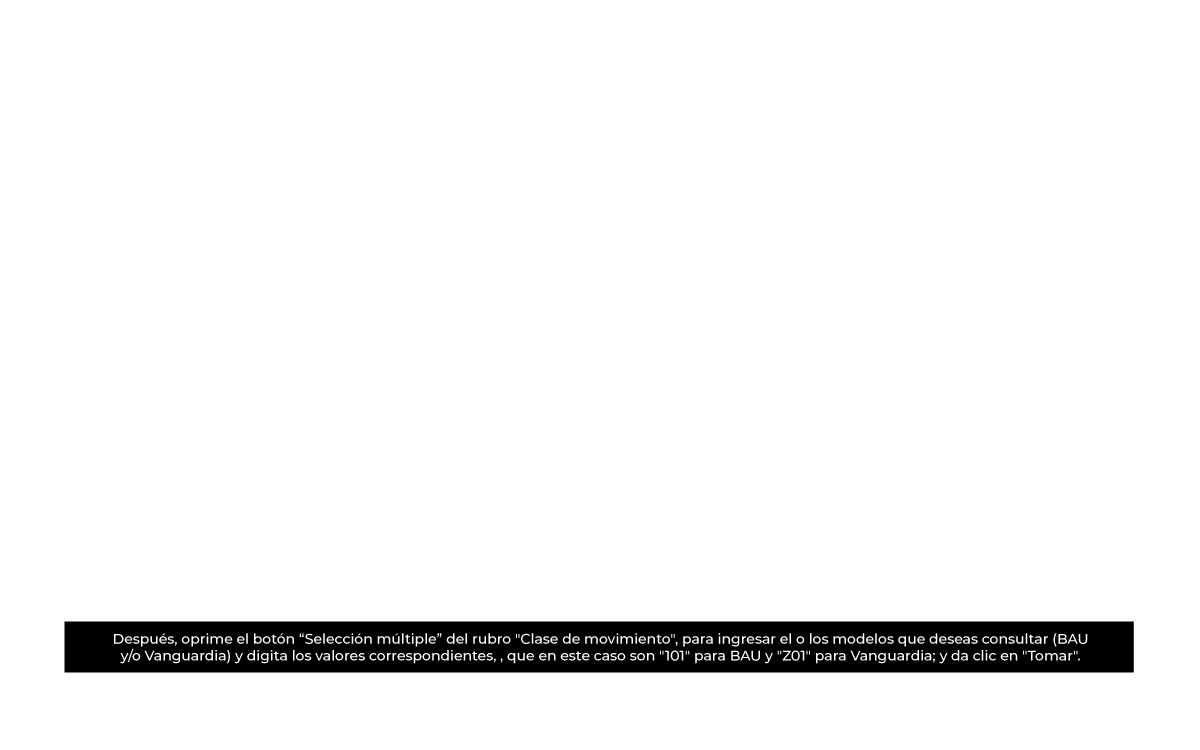 Después, oprime el botón “Selección múltiple” del rubro "Clase de movimiento", para ingresar el o los modelos que deseas consultar (BAU
y/o Vanguardia) y digita los valores correspondientes, , que en este caso son "101" para BAU y "Z01" para Vanguardia; y da clic en "Tomar".